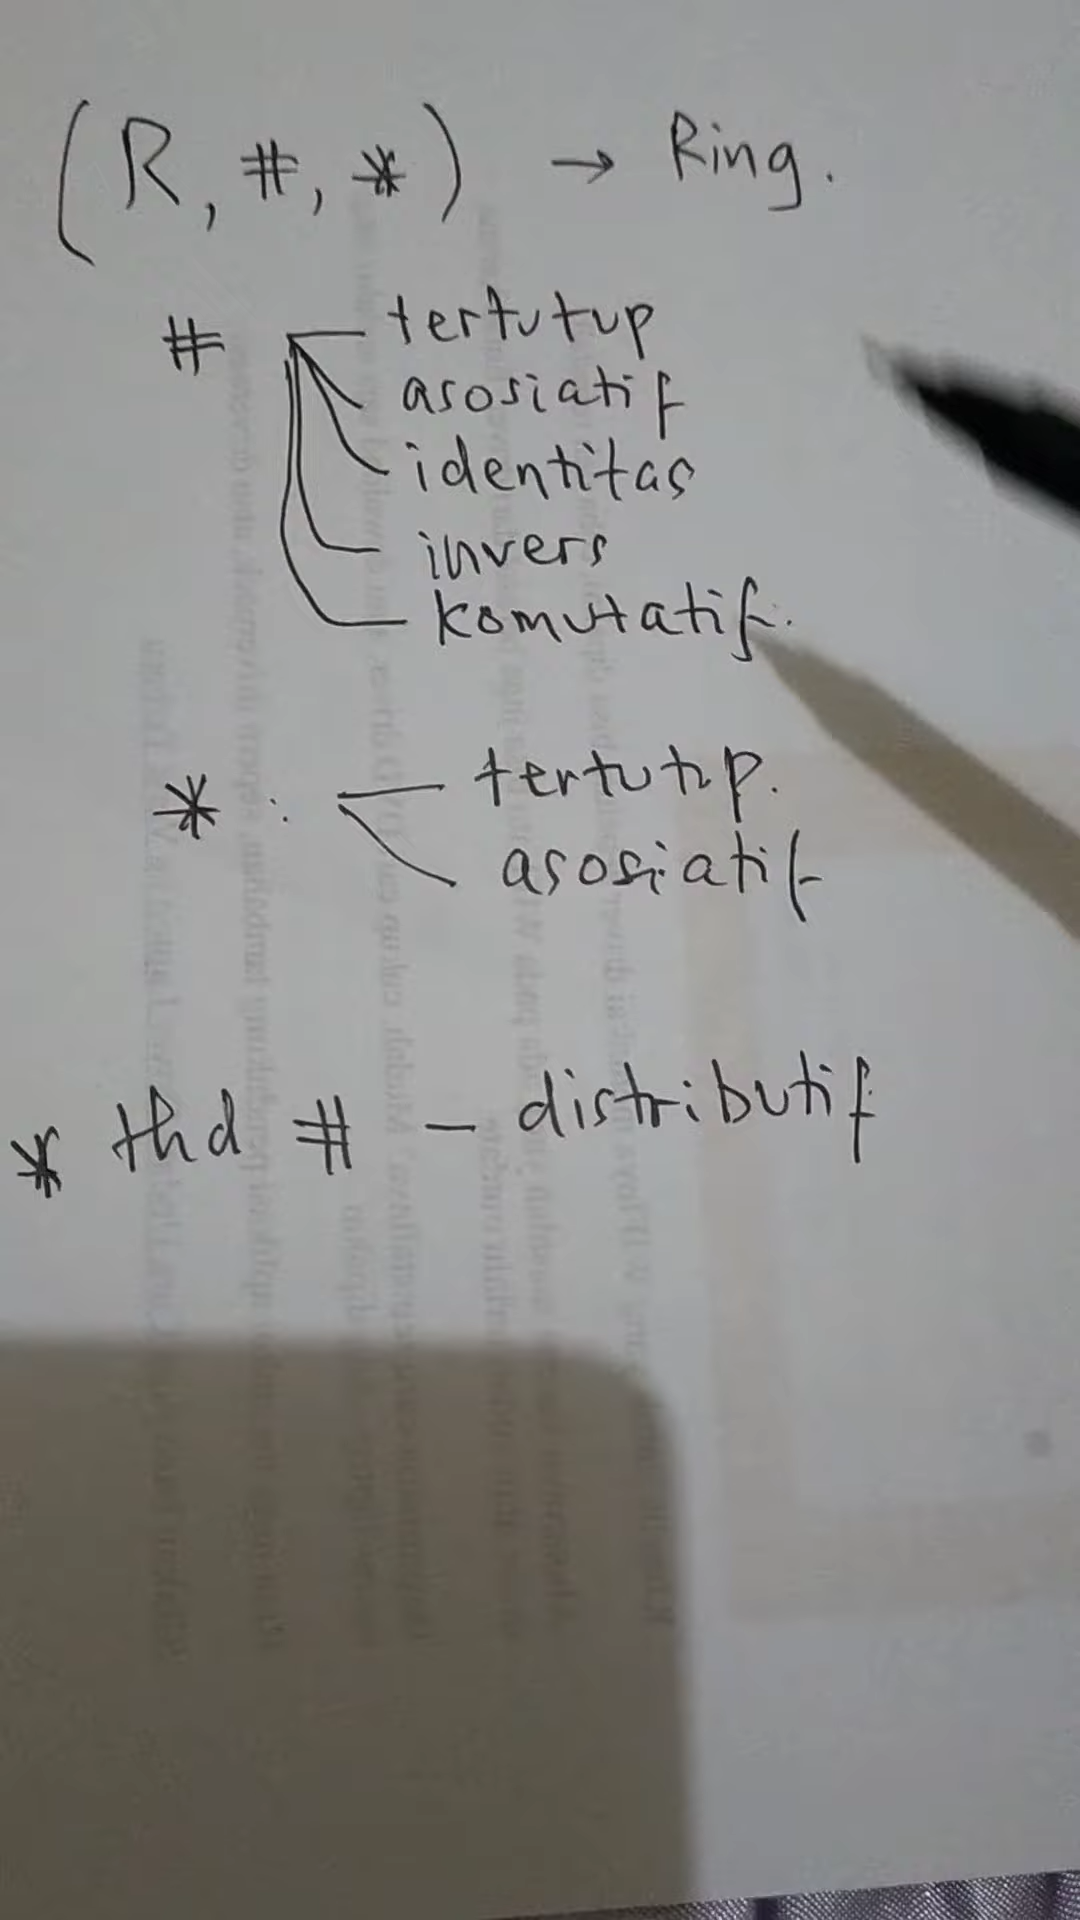 (R, #, *) → Ring.
# tertutup
asosiatif
identitas
invers
komutatif.
* : tertutup.
asosiatif
* thd # - distributif